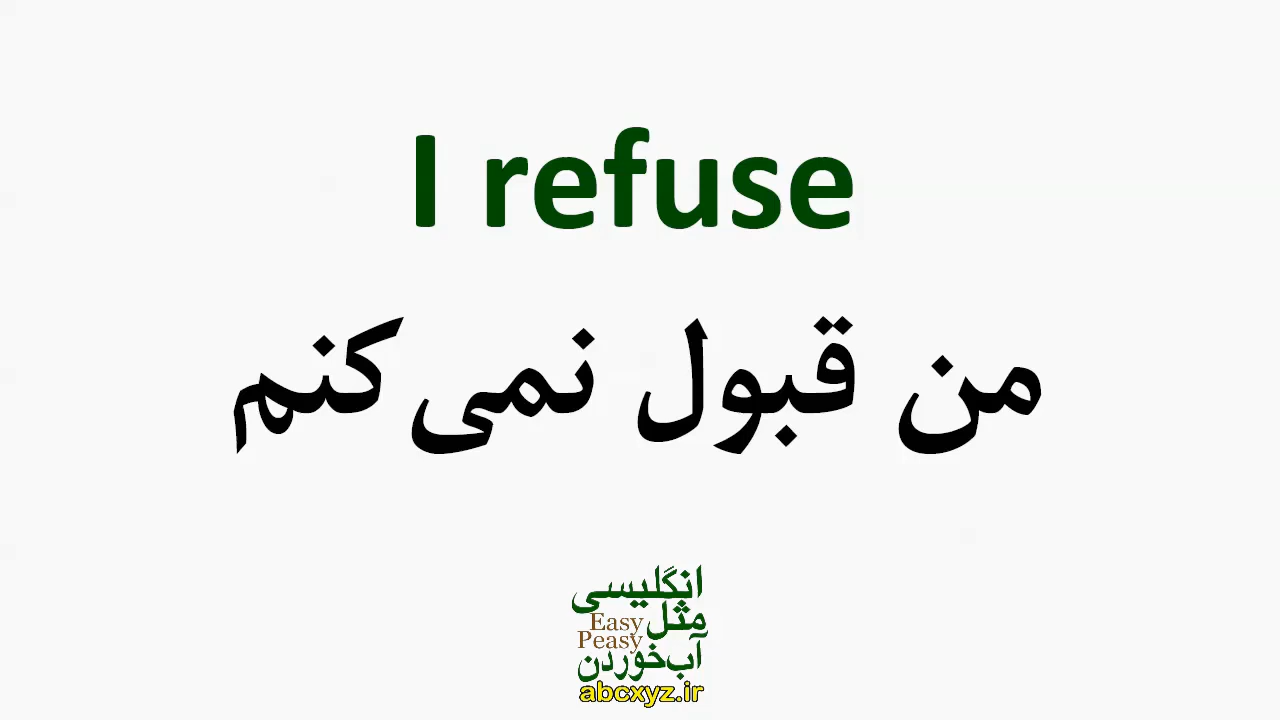 I refuse
من قبول نمی‌کنم
انگلیسی
مثل Easy
Peasy
آب‌خوردن
abcxyz.ir